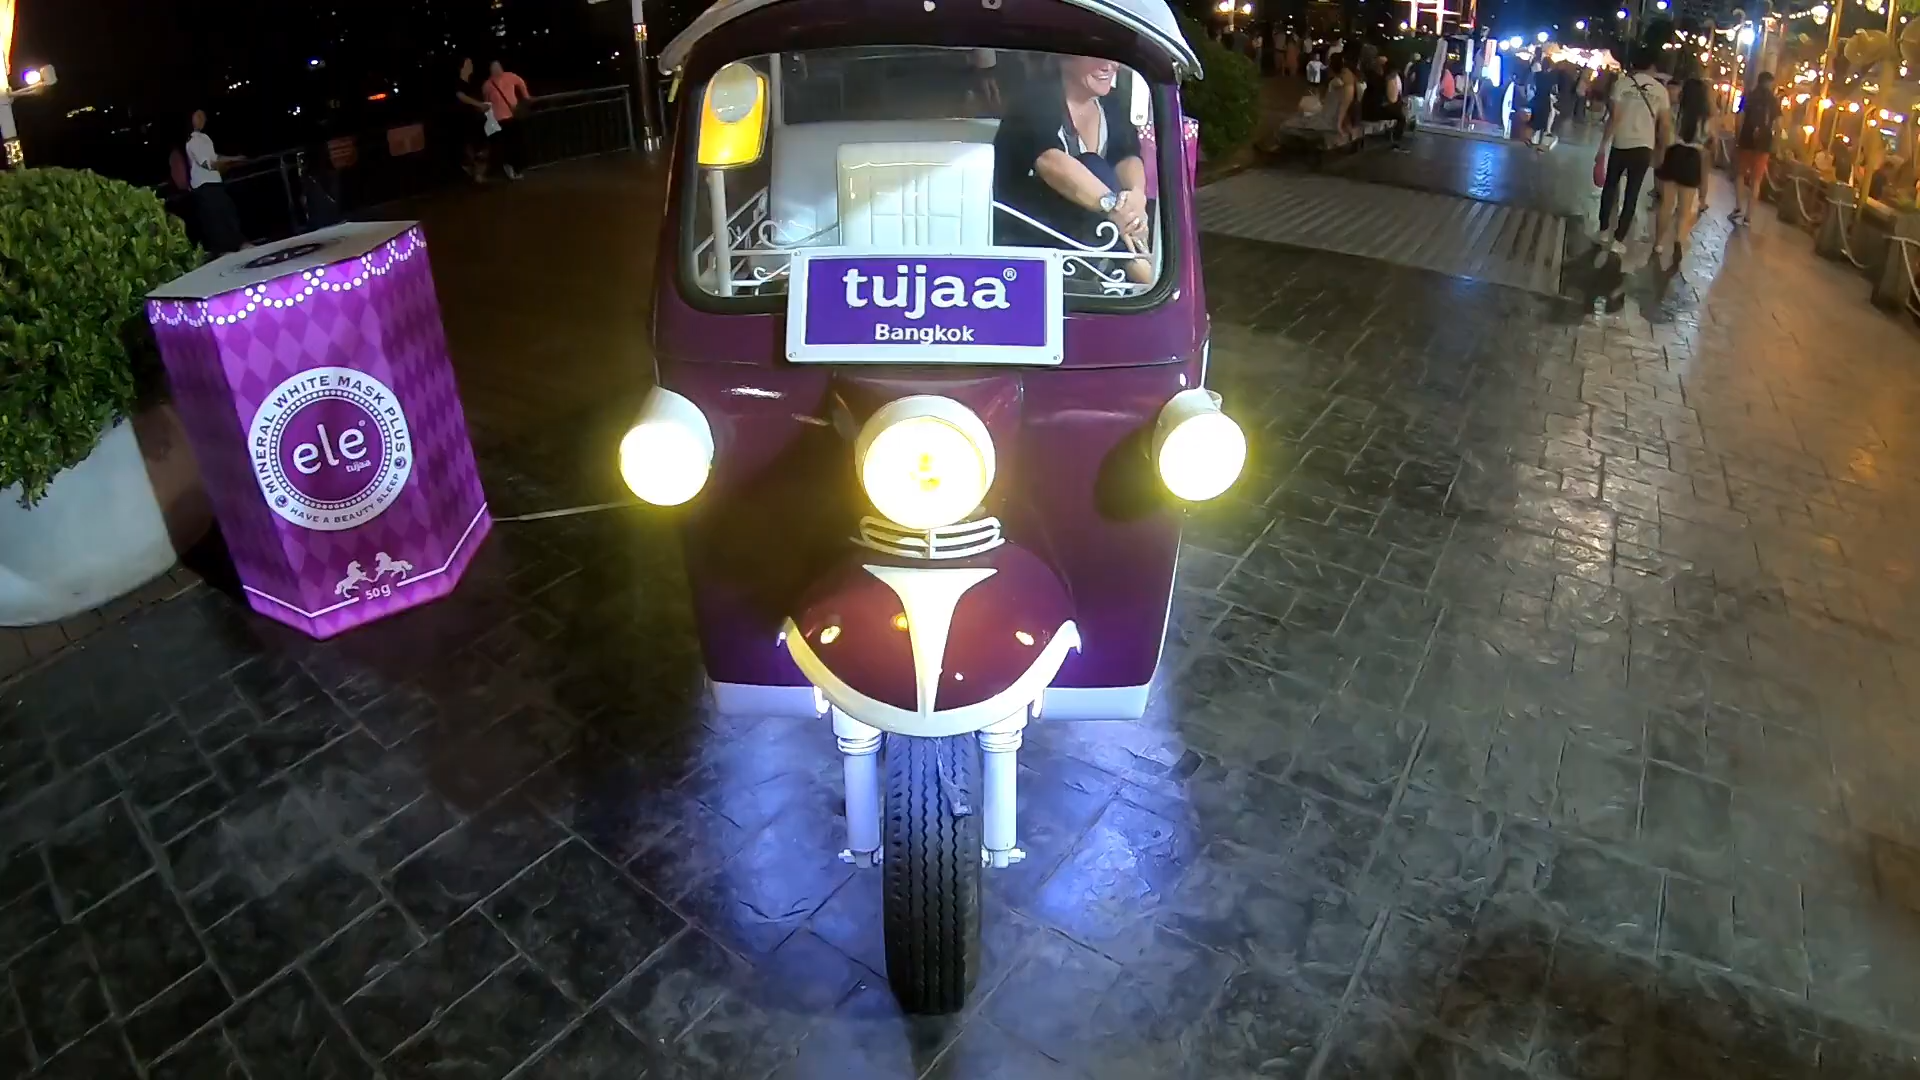 tujaa®
Bangkok
MINERAL WHITE MASK PLUS
ele®
tujaa
HAVE A BEAUTY SLEEP
50g